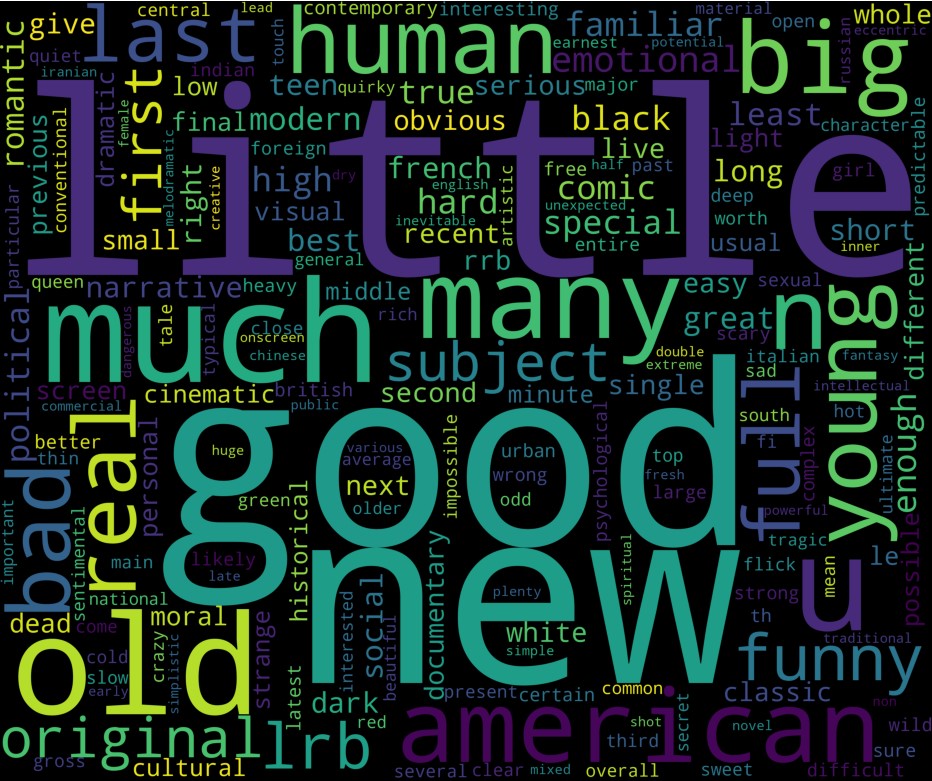 central
lead
contemporary
interesting
material
give
last
touch
human
familiar
open
whole
romantic
quiet
earnest
potential
big
russian
eccentric
iranian
indian
emotional
teen
quirky
true
serious
major
low
first
dramatic
female
final
modern
obvious
black
least
character
predictable
previous
conventional
melodramatic
right
creative
foreign
little
french
live
light
high
dry
english
free
half
past
long
girl
hard
artistic
comic
deep
visual
inevitable
unexpected
special
worth
short
particular
small
best
recent
entire
usual
inner
general
rrb
queen
narrative
heavy
middle
many
easy
sexual
different
political
much
dangerous
tale
typical
rich
close
onscreen
chinese
great
scary
n
young
subject
double
extreme
italian
fantasy
sad
screen
cinematic
british
second
minute
single
intellectual
commercial
public
real
good
south
hot
full
fi
complex
enough
ultimate
better
thin
personal
huge
various
average
impossible
urban
wrong
psychological
top
fresh
large
next
odd
older
green
powerful
bad
important
sentimental
main
historical
likely
late
documentary
tragic
flick
le
possible
national
new
plenty
spiritual
strong
mean
u
dead
come
moral
strange
interested
social
beautiful
white
simple
th
traditional
old
cold
slow
early
crazy
simplistic
funny
latest
dark
present
certain
common
classic
non
original
lrb
red
american
shot
secret
novel
wild
third
sure
gross
cultural
several
clear
mixed
overall
sweet
difficult